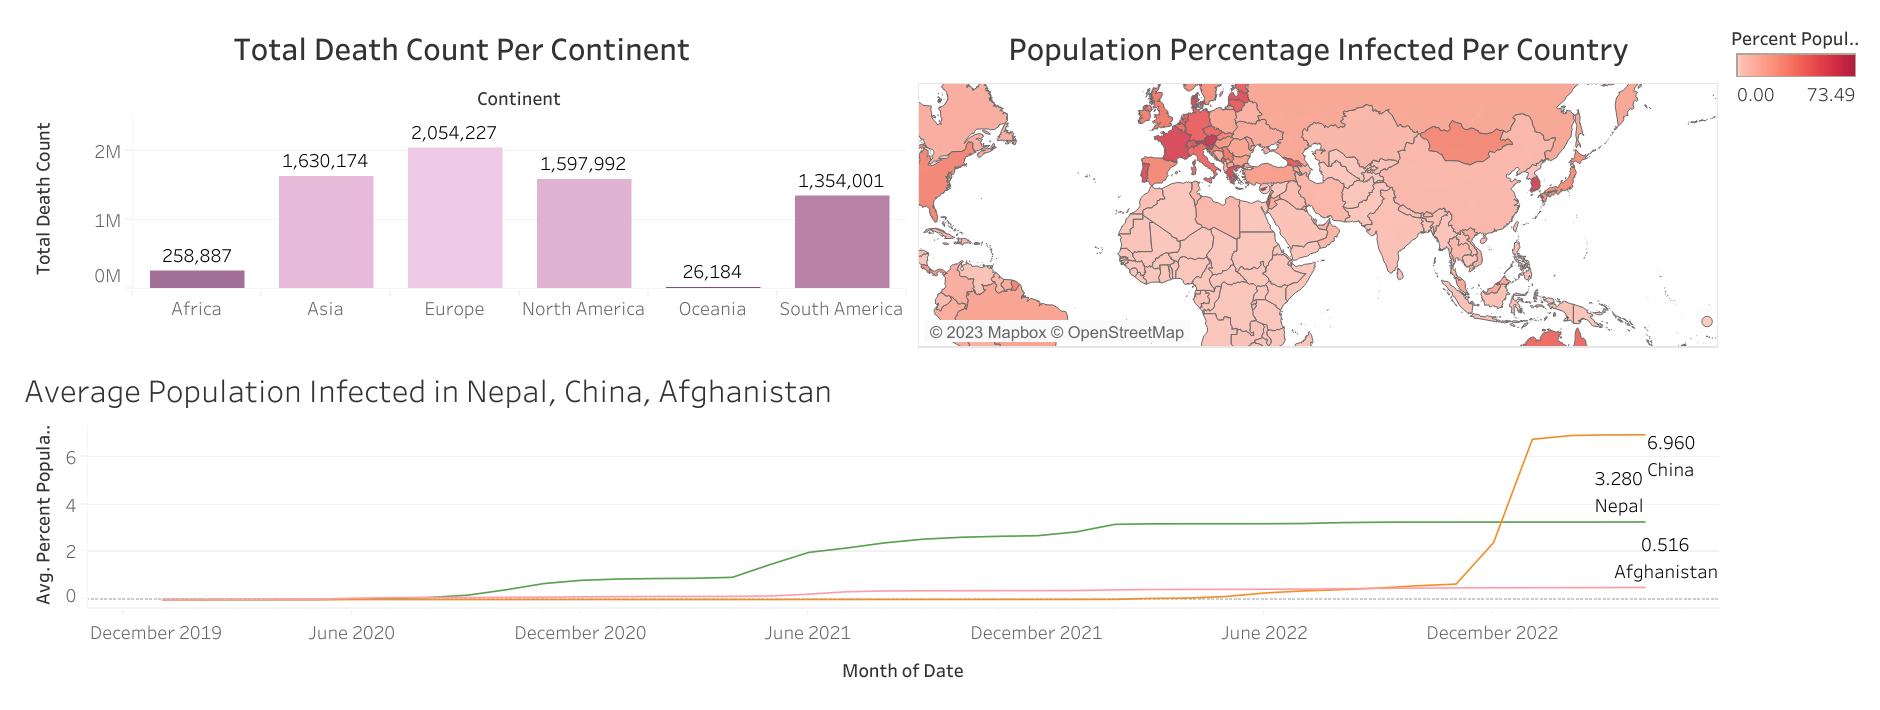 Total Death Count Per Continent
Continent
Total Death Count
2M
1M
0M
258,887
1,630,174
2,054,227
1,597,992
26,184
1,354,001
Africa
Asia
Europe
North America
Oceania
South America
Population Percentage Infected Per Country
© 2023 Mapbox © OpenStreetMap
Percent Popul..
0.00 73.49
Average Population Infected in Nepal, China, Afghanistan
Avg. Percent Popula..
6
4
2
0
6.960
China
3.280
Nepal
0.516
Afghanistan
December 2019
June 2020
December 2020
June 2021
December 2021
June 2022
December 2022
Month of Date